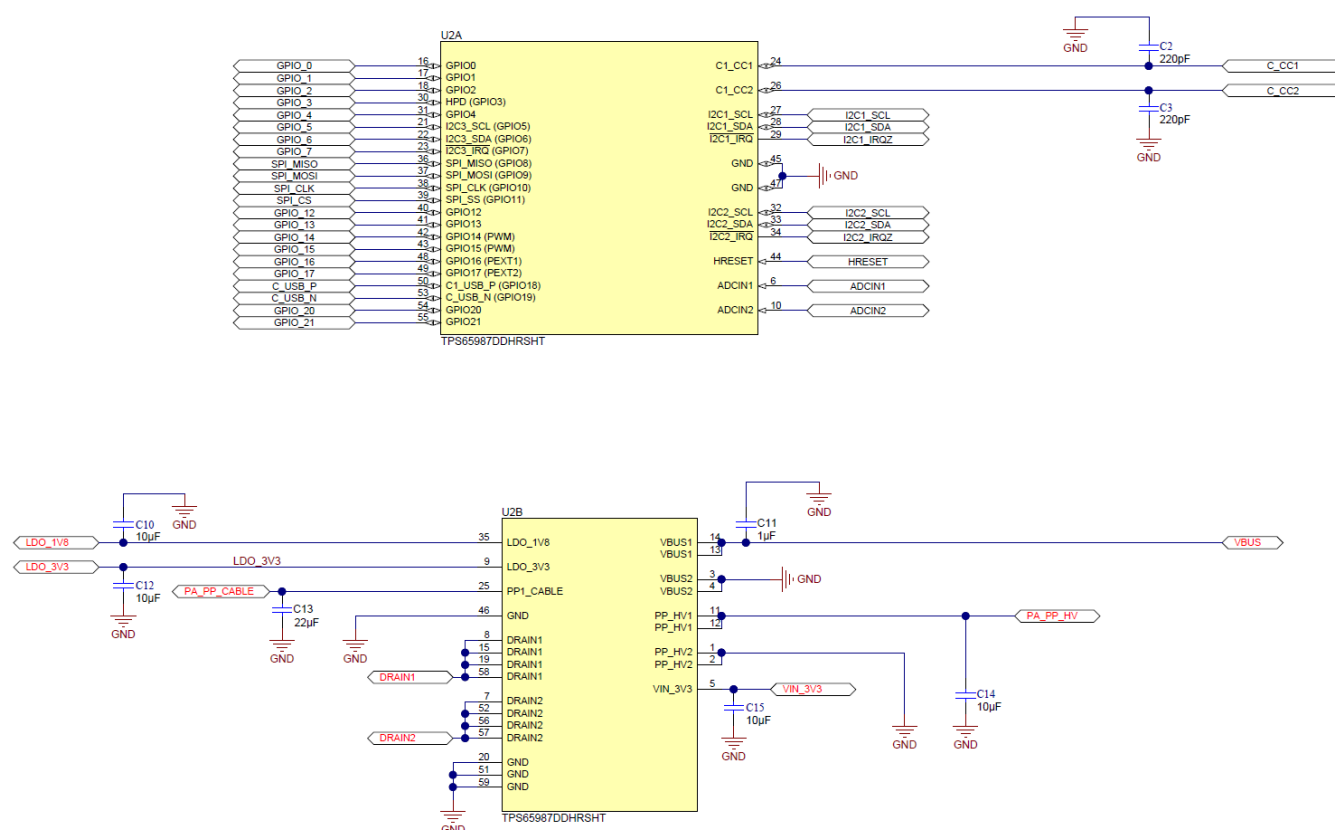 U2A
GPIO_0 16 GPIO0 C1_CC1 24 C_CC1
GPIO_1 17 GPIO1
GPIO_2 18 GPIO2 C1_CC2 26 C_CC2
GPIO_3 30 HPD (GPIO3)
GPIO_4 31 GPIO4 I2C1_SCL 27 I2C1_SCL
GPIO_5 21 I2C3_SCL (GPIO5) I2C1_SDA 28 I2C1_SDA
GPIO_6 22 I2C3_SDA (GPIO6) I2C1_IRQ 29 I2C1_IRQZ
GPIO_7 23 I2C3_IRQ (GPIO7)
SPI_MISO 36 SPI_MISO (GPIO8) GND 45
SPI_MOSI 37 SPI_MOSI (GPIO9) GND
SPI_CLK 38 SPI_CLK (GPIO10) GND 47
SPI_CS 39 SPI_SS (GPIO11)
GPIO_12 40 GPIO12 I2C2_SCL 32 I2C2_SCL
GPIO_13 41 GPIO13 I2C2_SDA 33 I2C2_SDA
GPIO_14 42 GPIO14 (PWM) I2C2_IRQ 34 I2C2_IRQZ
GPIO_15 43 GPIO15 (PWM)
GPIO_16 48 GPIO16 (PEXT1) HRESET 44 HRESET
GPIO_17 49 GPIO17 (PEXT2)
C_USB_P 50 C1_USB_P (GPIO18) ADCIN1 6 ADCIN1
C_USB_N 53 C_USB_N (GPIO19)
GPIO_20 54 GPIO20 ADCIN2 10 ADCIN2
GPIO_21 55 GPIO21
TPS65987DDHRSHT
GND
C2
220pF
C3
220pF
GND
U2B
GND
C10
10µF
LDO_1V8 35 LDO_1V8
LDO_3V3 LDO_3V3 9 LDO_3V3
C12
10µF
GND
PA_PP_CABLE 25 PP1_CABLE
C13
22µF
GND
GND
46 GND
8 DRAIN1
15 DRAIN1
19 DRAIN1
DRAIN1 58 DRAIN1
7 DRAIN2
52 DRAIN2
56 DRAIN2
DRAIN2 57 DRAIN2
20 GND
51 GND
59 GND
GND
GND
C11
1µF
VBUS1 14 VBUS
VBUS1 13
VBUS2 3 GND
VBUS2 4
PP_HV1 11 PA_PP_HV
PP_HV1 12
PP_HV2 1
PP_HV2 2
VIN_3V3 5 VIN_3V3
C15
10µF
GND
GND
C14
10µF
GND
TPS65987DDHRSHT